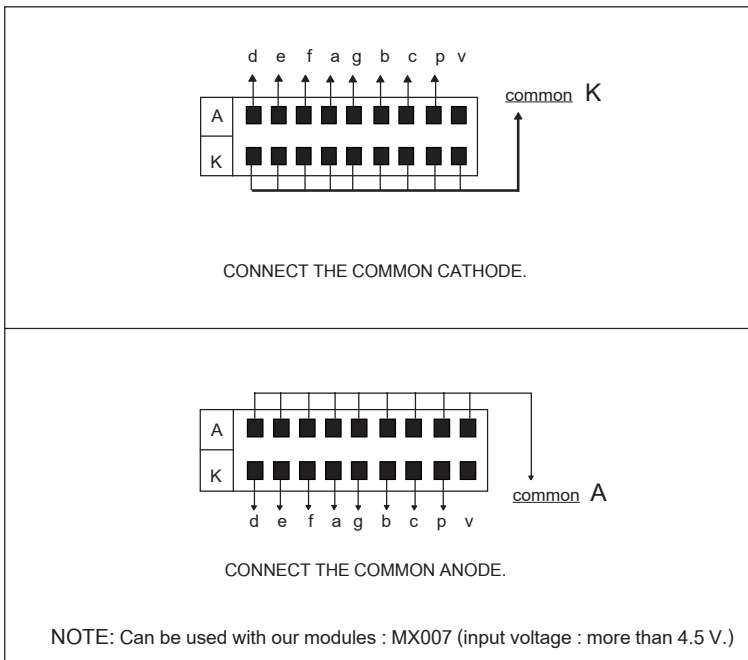 d e f a g b c p v
common K
A
K
CONNECT THE COMMON CATHODE.
A
K
common A
d e f a g b c p v
CONNECT THE COMMON ANODE.
NOTE: Can be used with our modules : MX007 (input voltage : more than 4.5 V.)